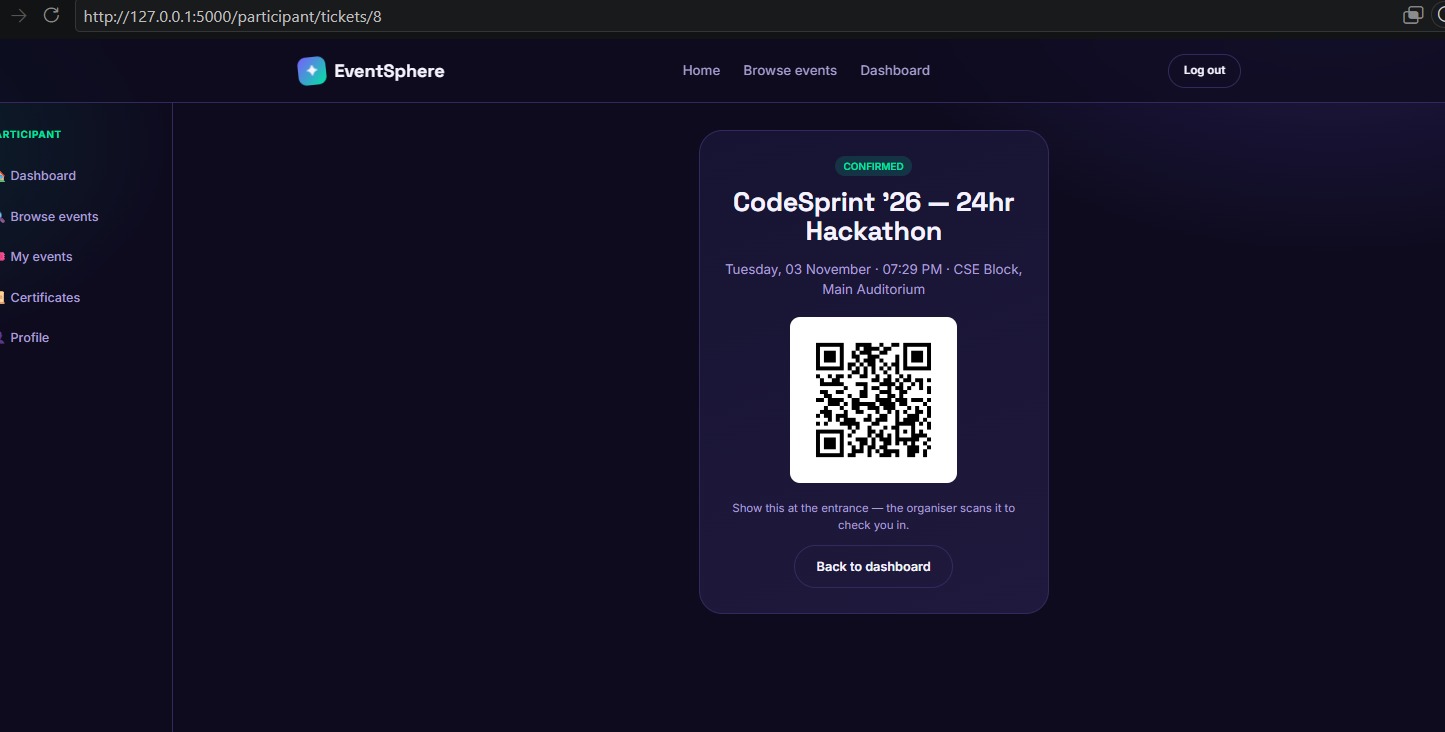 http://127.0.0.1:5000/participant/tickets/8
EventSphere
Home
Browse events
Dashboard
Log out
ARTICIPANT
Dashboard
Browse events
My events
Certificates
Profile
CONFIRMED
CodeSprint ’26 — 24hr
Hackathon
Tuesday, 03 November · 07:29 PM · CSE Block,
Main Auditorium
Show this at the entrance — the organiser scans it to
check you in.
Back to dashboard